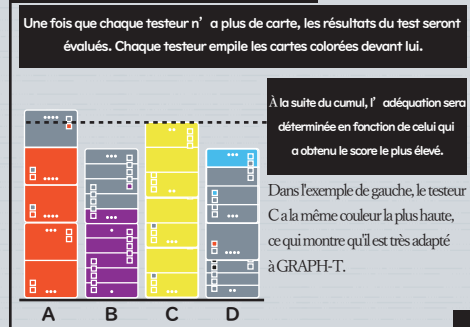 Une fois que chaque testeur n’ a plus de carte, les résultats du test seront
évalués. Chaque testeur empile les cartes colorées devant lui.
À la suite du cumul, l’ adéquation sera
déterminée en fonction de celui qui
a obtenu le score le plus élevé.
Dans l'exemple de gauche, le testeur
C a la même couleur la plus haute,
ce qui montre qu'il est très adapté
à GRAPH-T.
A B C D